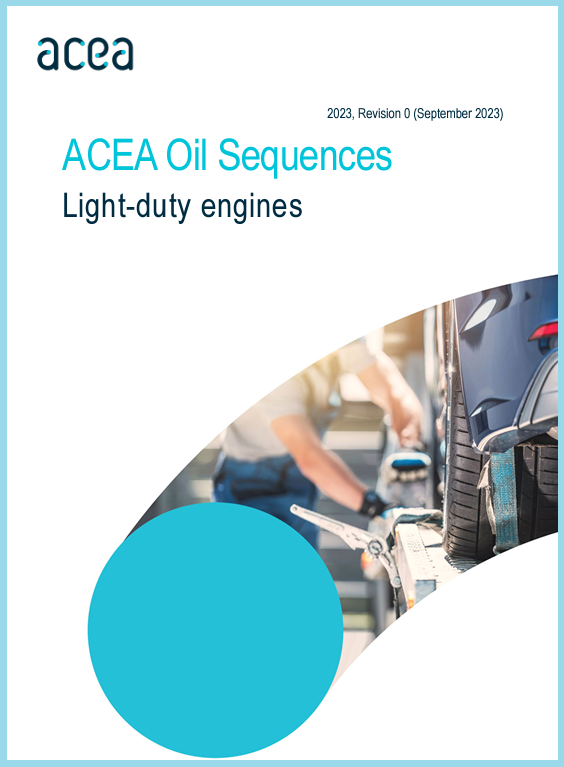 acea
2023, Revision 0 (September 2023)
ACEA Oil Sequences
Light-duty engines